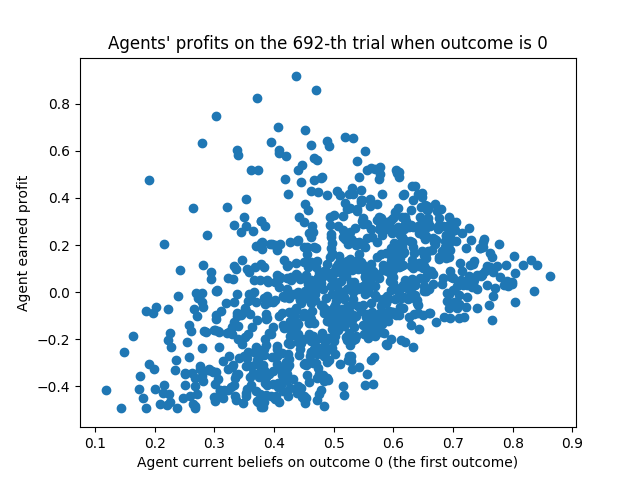 Agents' profits on the 692-th trial when outcome is 0
Agent earned profit
0.8
0.6
0.4
0.2
0.0
−0.2
−0.4
0.1 0.2 0.3 0.4 0.5 0.6 0.7 0.8 0.9
Agent current beliefs on outcome 0 (the first outcome)